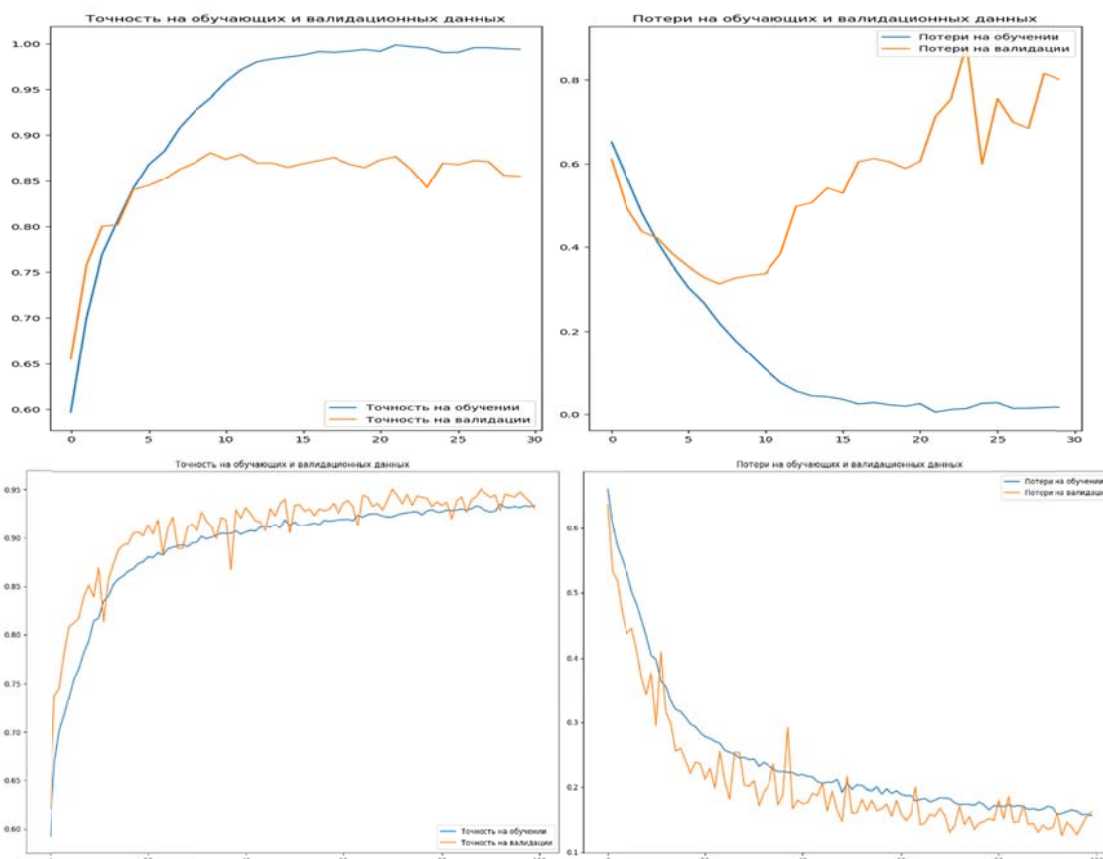 Точность на обучающих и валидационных данных
1.00
0.95
0.90
0.85
0.80
0.75
0.70
0.65
0.60
Точность на обучении
Точность на валидации
0 5 10 15 20 25 30
Потери на обучающих и валидационных данных
Потери на обучении
Потери на валидации
0.8
0.6
0.4
0.2
0.0
0 5 10 15 20 25 30
Точность на обучающих и валидационных данных
0.95
0.90
0.85
0.80
0.75
0.70
0.65
0.60
Точность на обучении
Точность на валидации
Потери на обучающих и валидационных данных
Потери на обучении
Потери на валидаци
0.6
0.5
0.4
0.3
0.2
0.1